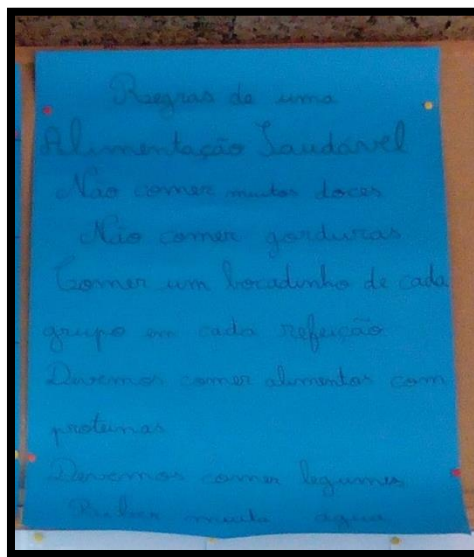 Regras de uma
Alimentação Saudável
Não comer muitos doces
Não comer gorduras
Comer um bocadinho de cada
grupo em cada refeição
Devemos comer alimentos com
proteinas
Devemos comer legumes
Beber muita água